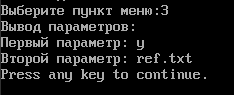 Выберите пункт меню:3
Вывод параметров:
Первый параметр: y
Второй параметр: ref.txt
Press any key to continue.